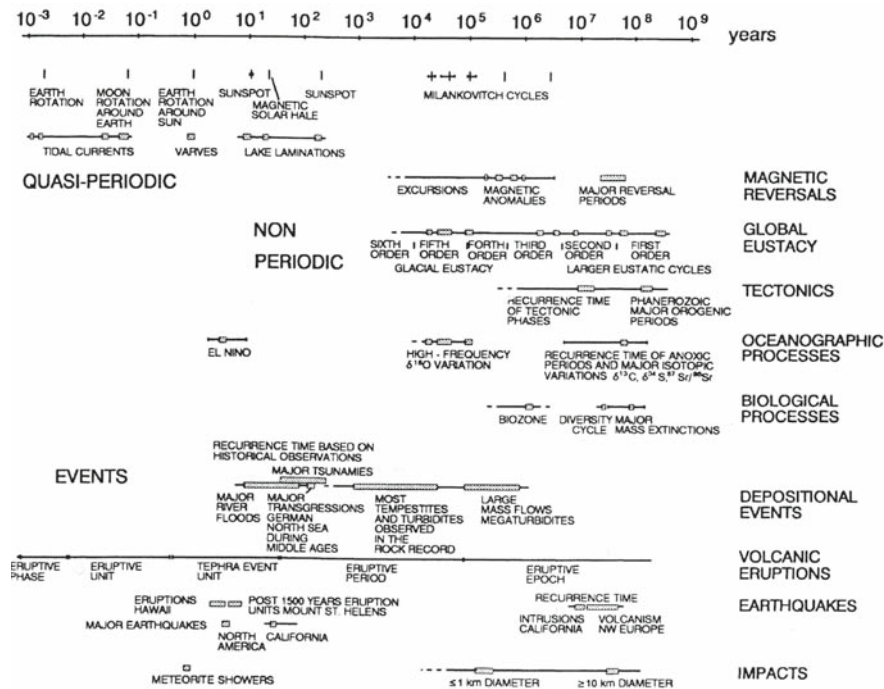 10⁻³ 10⁻² 10⁻¹ 10⁰ 10¹ 10² 10³ 10⁴ 10⁵ 10⁶ 10⁷ 10⁸ 10⁹ years
EARTH
ROTATION
MOON
ROTATION
AROUND
EARTH
EARTH
ROTATION
AROUND
SUN
SUNSPOT
MAGNETIC
SOLAR HALE
SUNSPOT
MILANKOVITCH CYCLES
TIDAL CURRENTS
VARVES
LAKE LAMINATIONS
QUASI-PERIODIC
EXCURSIONS
MAGNETIC
ANOMALIES
MAJOR REVERSAL
PERIODS
MAGNETIC
REVERSALS
NON
PERIODIC
SIXTH
ORDER
FIFTH
ORDER
FORTH
ORDER
THIRD
ORDER
SECOND
ORDER
FIRST
ORDER
GLACIAL EUSTACY
LARGER EUSTATIC CYCLES
GLOBAL
EUSTACY
RECURRENCE TIME
OF TECTONIC
PHASES
PHANEROZOIC
MAJOR OROGENIC
PERIODS
TECTONICS
EL NINO
HIGH - FREQUENCY
δ¹⁸O VARIATION
RECURRENCE TIME OF ANOXIC
PERIODS AND MAJOR ISOTOPIC
VARIATIONS δ¹³C, δ³⁴S, ⁸⁷Sr/⁸⁶Sr
OCEANOGRAPHIC
PROCESSES
BIOZONE
DIVERSITY
CYCLE
MAJOR
MASS EXTINCTIONS
BIOLOGICAL
PROCESSES
EVENTS
RECURRENCE TIME BASED ON
HISTORICAL OBSERVATIONS
MAJOR TSUNAMIES
MAJOR
RIVER
FLOODS
MAJOR
TRANSGRESSIONS
GERMAN
NORTH SEA
DURING
MIDDLE AGES
MOST
TEMPESTITES
AND TURBIDITES
OBSERVED
IN THE
ROCK RECORD
LARGE
MASS FLOWS
MEGATURBIDITES
DEPOSITIONAL
EVENTS
ERUPTIVE
PHASE
ERUPTIVE
UNIT
TEPHRA EVENT
UNIT
ERUPTIVE
PERIOD
ERUPTIVE
EPOCH
VOLCANIC
ERUPTIONS
ERUPTIONS
HAWAII
POST 1500 YEARS ERUPTION
UNITS MOUNT ST. HELENS
RECURRENCE TIME
INTRUSIONS
CALIFORNIA
VOLCANISM
NW EUROPE
EARTHQUAKES
MAJOR EARTHQUAKES
NORTH
AMERICA
CALIFORNIA
METEORITE SHOWERS
≤1 km DIAMETER
≥10 km DIAMETER
IMPACTS